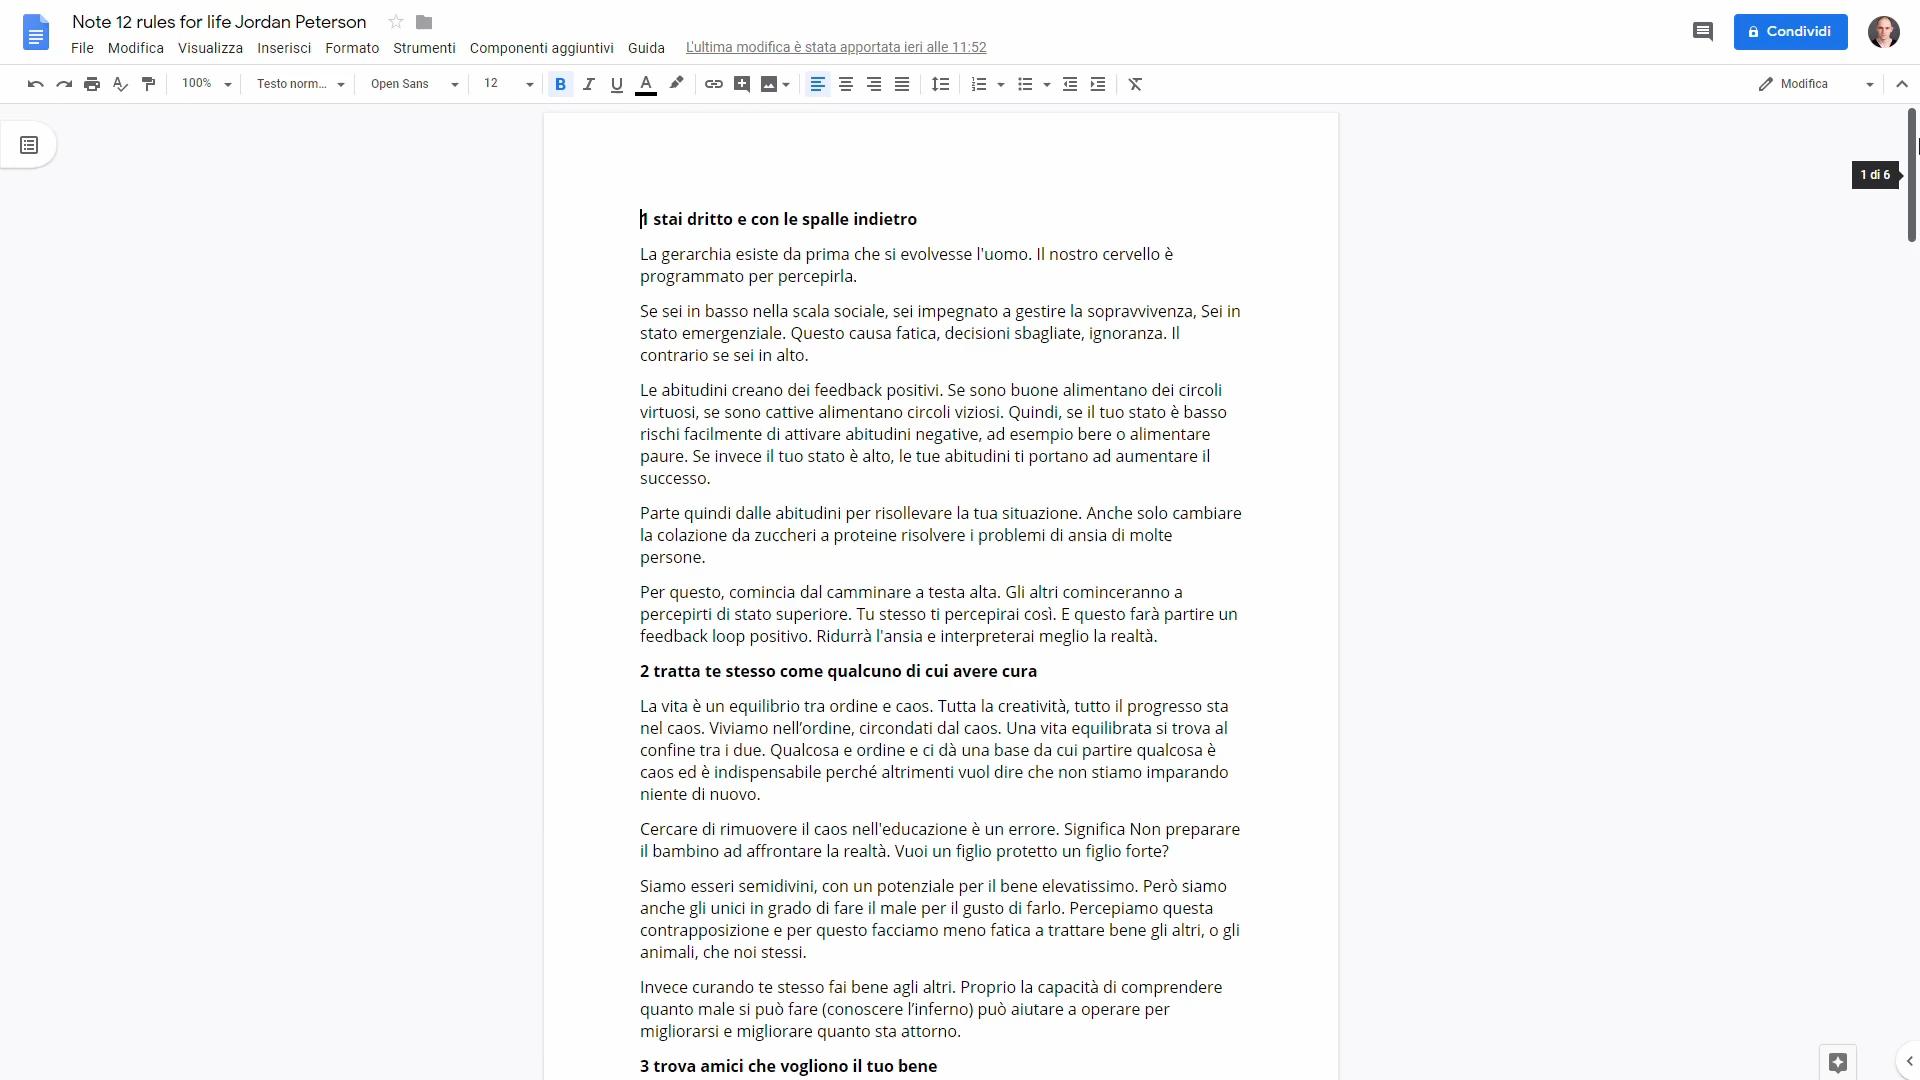 Note 12 rules for life Jordan Peterson
File Modifica Visualizza Inserisci Formato Strumenti Componenti aggiuntivi Guida L'ultima modifica è stata apportata ieri alle 11:52
Condividi
100% Testo norm... Open Sans 12 B I U A Modifica
1 di 6
1 stai dritto e con le spalle indietro
La gerarchia esiste da prima che si evolvesse l'uomo. Il nostro cervello è
programmato per percepirla.
Se sei in basso nella scala sociale, sei impegnato a gestire la sopravvivenza, Sei in
stato emergenziale. Questo causa fatica, decisioni sbagliate, ignoranza. Il
contrario se sei in alto.
Le abitudini creano dei feedback positivi. Se sono buone alimentano dei circoli
virtuosi, se sono cattive alimentano circoli viziosi. Quindi, se il tuo stato è basso
rischi facilmente di attivare abitudini negative, ad esempio bere o alimentare
paure. Se invece il tuo stato è alto, le tue abitudini ti portano ad aumentare il
successo.
Parte quindi dalle abitudini per risollevare la tua situazione. Anche solo cambiare
la colazione da zuccheri a proteine risolvere i problemi di ansia di molte
persone.
Per questo, comincia dal camminare a testa alta. Gli altri cominceranno a
percepirti di stato superiore. Tu stesso ti percepirai così. E questo farà partire un
feedback loop positivo. Ridurrà l'ansia e interpreterai meglio la realtà.
2 tratta te stesso come qualcuno di cui avere cura
La vita è un equilibrio tra ordine e caos. Tutta la creatività, tutto il progresso sta
nel caos. Viviamo nell’ordine, circondati dal caos. Una vita equilibrata si trova al
confine tra i due. Qualcosa e ordine e ci dà una base da cui partire qualcosa è
caos ed è indispensabile perché altrimenti vuol dire che non stiamo imparando
niente di nuovo.
Cercare di rimuovere il caos nell'educazione è un errore. Significa Non preparare
il bambino ad affrontare la realtà. Vuoi un figlio protetto un figlio forte?
Siamo esseri semidivini, con un potenziale per il bene elevatissimo. Però siamo
anche gli unici in grado di fare il male per il gusto di farlo. Percepiamo questa
contrapposizione e per questo facciamo meno fatica a trattare bene gli altri, o gli
animali, che noi stessi.
Invece curando te stesso fai bene agli altri. Proprio la capacità di comprendere
quanto male si può fare (conoscere l’inferno) può aiutare a operare per
migliorarsi e migliorare quanto sta attorno.
3 trova amici che vogliono il tuo bene